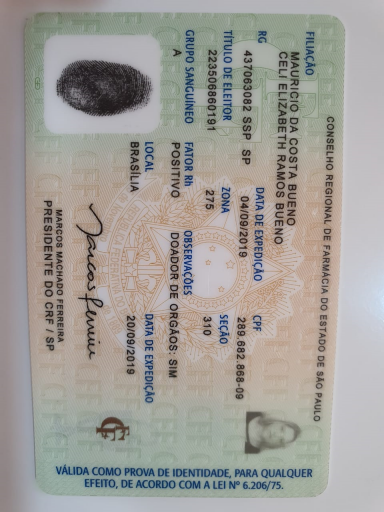 CONSELHO REGIONAL DE FARMÁCIA DO ESTADO DE SÃO PAULO
FILIAÇÃO
MAURICIO DA COSTA BUENO
CELI ELIZABETH RAMOS BUENO
RG DATA DE EXPEDIÇÃO CPF
437063082 SSP SP 04/09/2019 289.682.868-09
TÍTULO DE ELEITOR ZONA SEÇÃO
223506860191 275 310
GRUPO SANGUÍNEO FATOR Rh OBSERVAÇÕES
A POSITIVO DOADOR DE ORGÃOS: SIM
LOCAL DATA DE EXPEDIÇÃO
BRASÍLIA 20/09/2019
MARCOS MACHADO FERREIRA
PRESIDENTE DO CRF / SP
VÁLIDA COMO PROVA DE IDENTIDADE, PARA QUALQUER
EFEITO, DE ACORDO COM A LEI Nº 6.206/75.